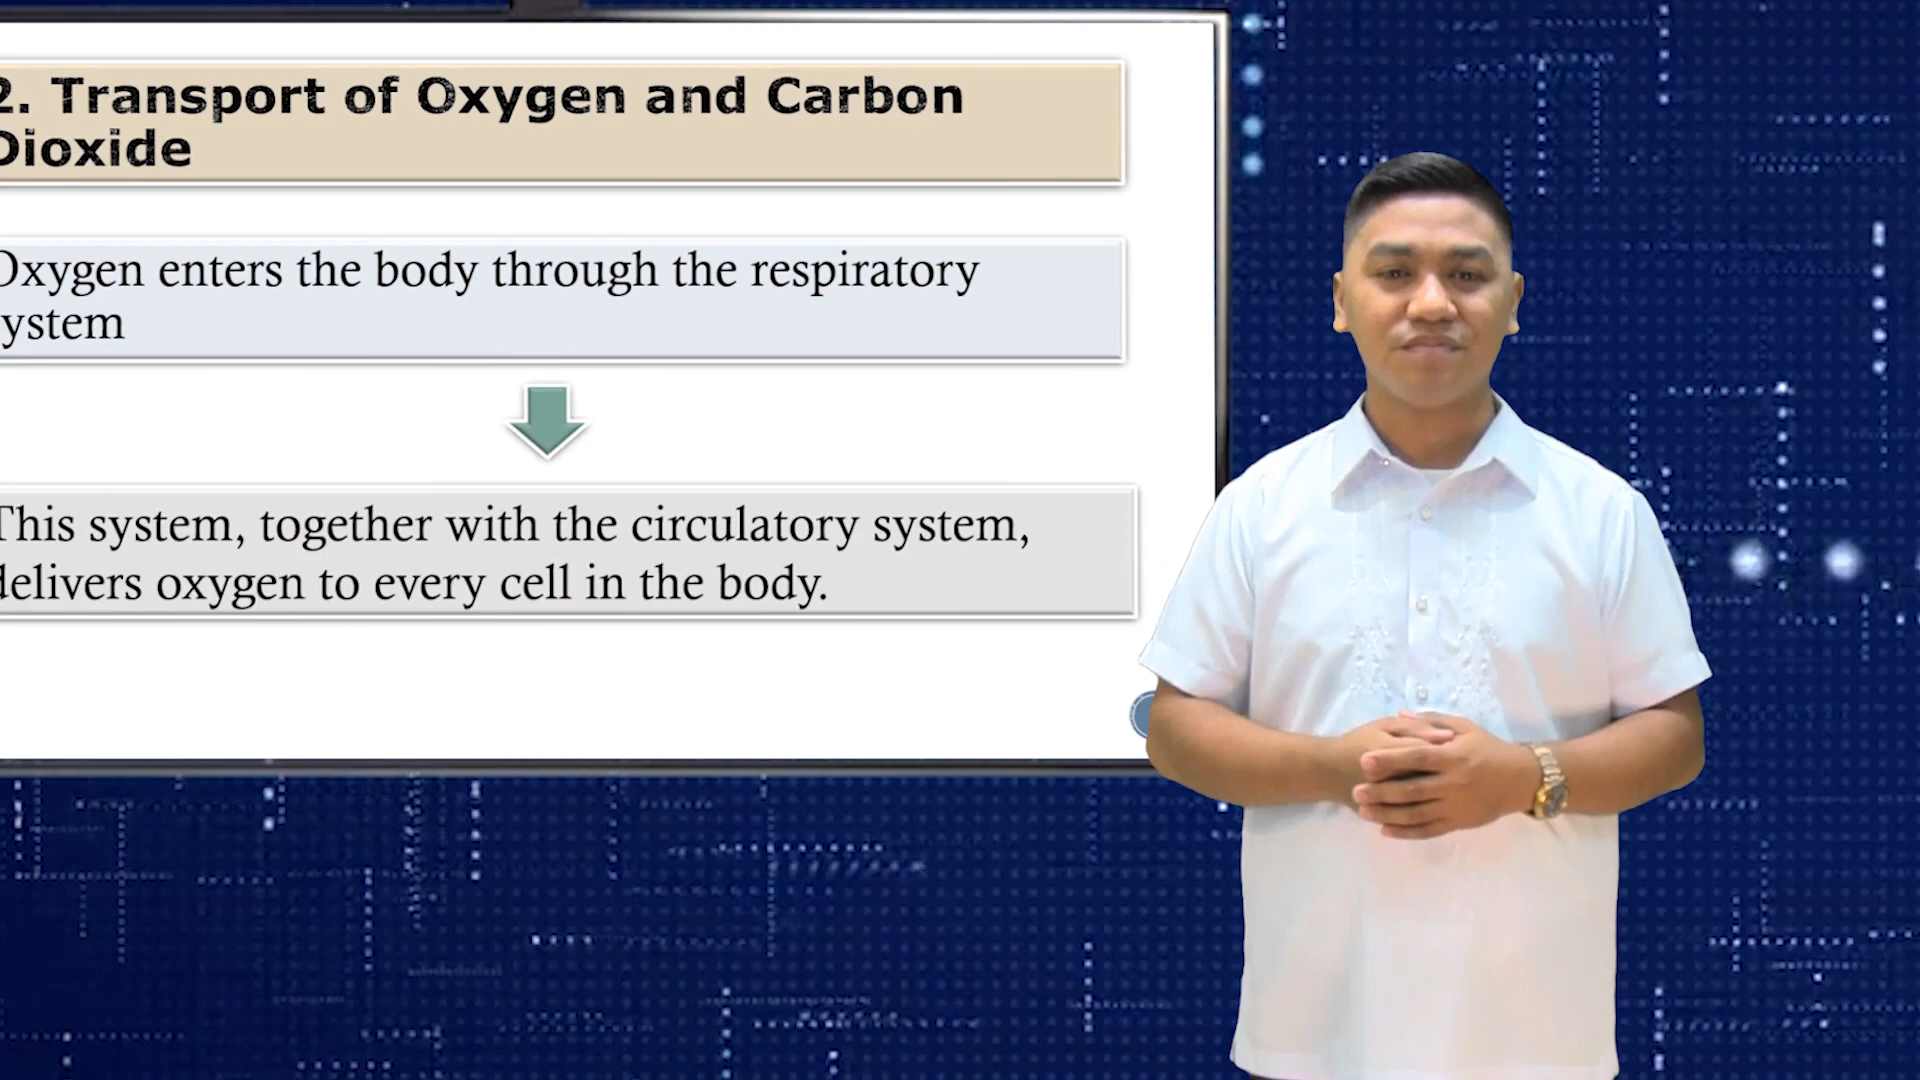 2. Transport of Oxygen and Carbon
Dioxide
Oxygen enters the body through the respiratory
ystem
This system, together with the circulatory system,
delivers oxygen to every cell in the body.